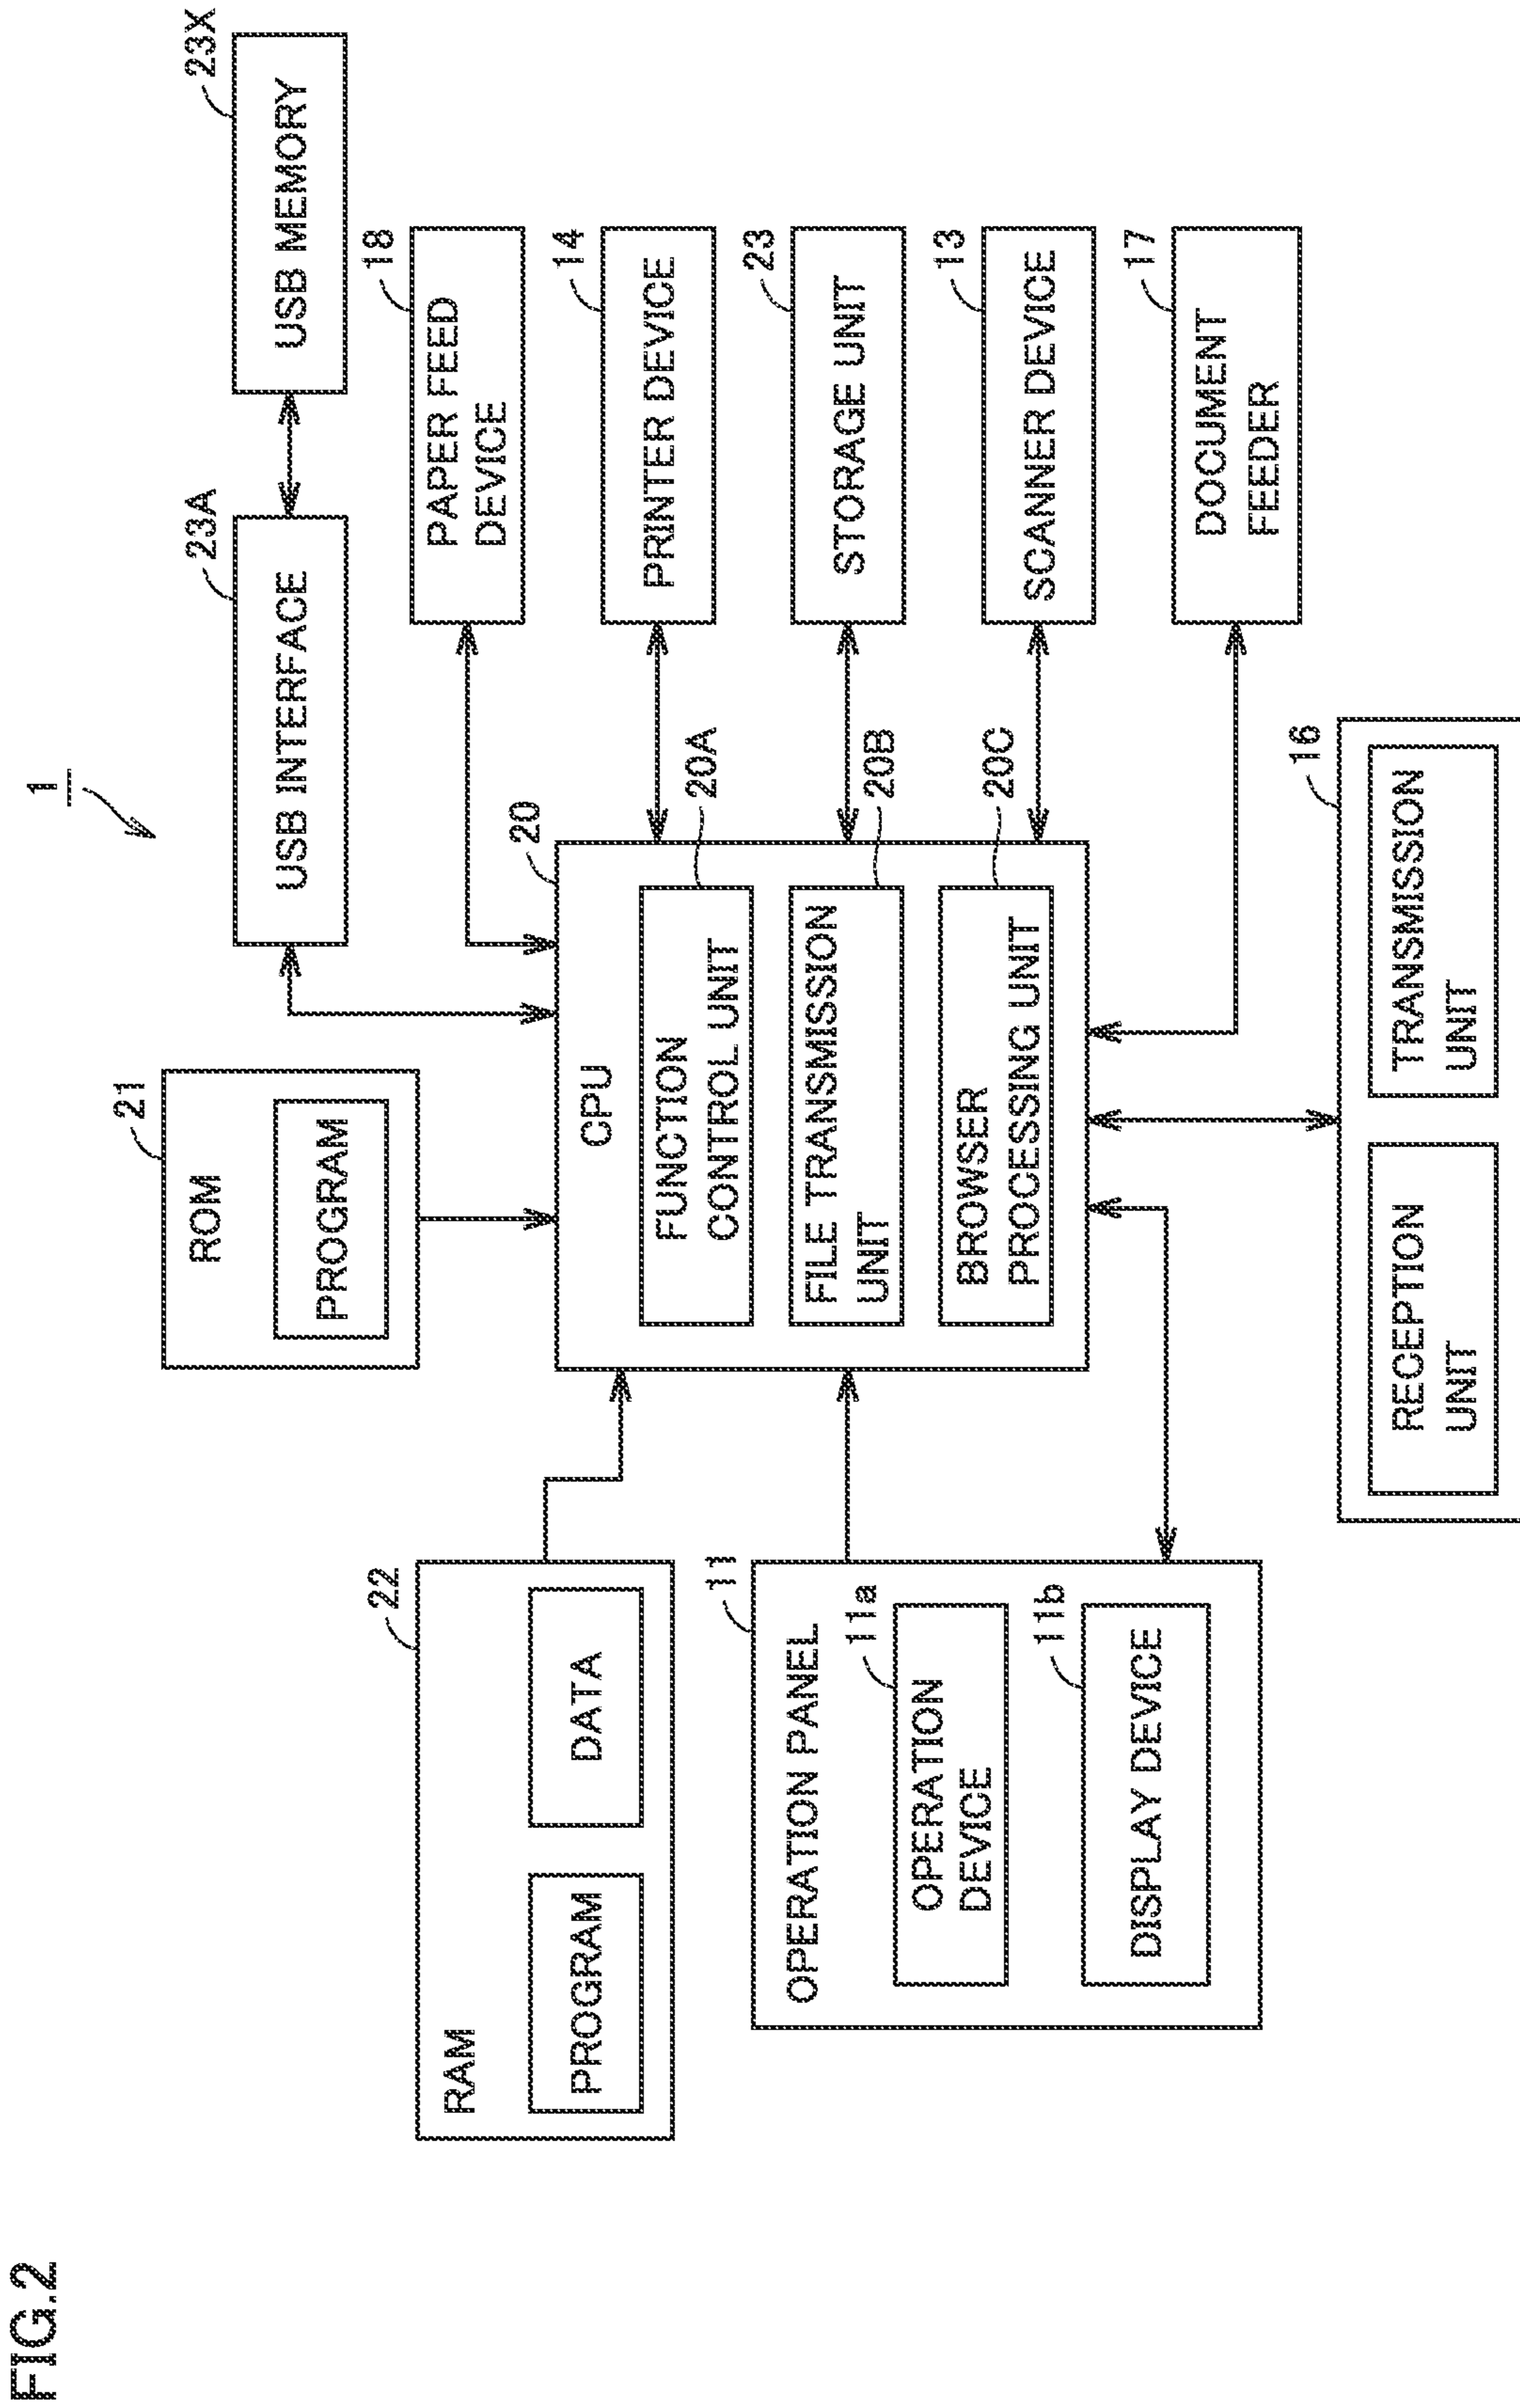 FIG.2
1
22
RAM
PROGRAM
DATA
21
ROM
PROGRAM
23A
USB INTERFACE
23X
USB MEMORY
11
OPERATION PANEL
11a
OPERATION
DEVICE
11b
DISPLAY DEVICE
20
CPU
FUNCTION
CONTROL UNIT
20A
FILE TRANSMISSION
UNIT
20B
BROWSER
PROCESSING UNIT
20C
18
PAPER FEED
DEVICE
14
PRINTER DEVICE
23
STORAGE UNIT
13
SCANNER DEVICE
17
DOCUMENT
FEEDER
16
RECEPTION
UNIT
TRANSMISSION
UNIT